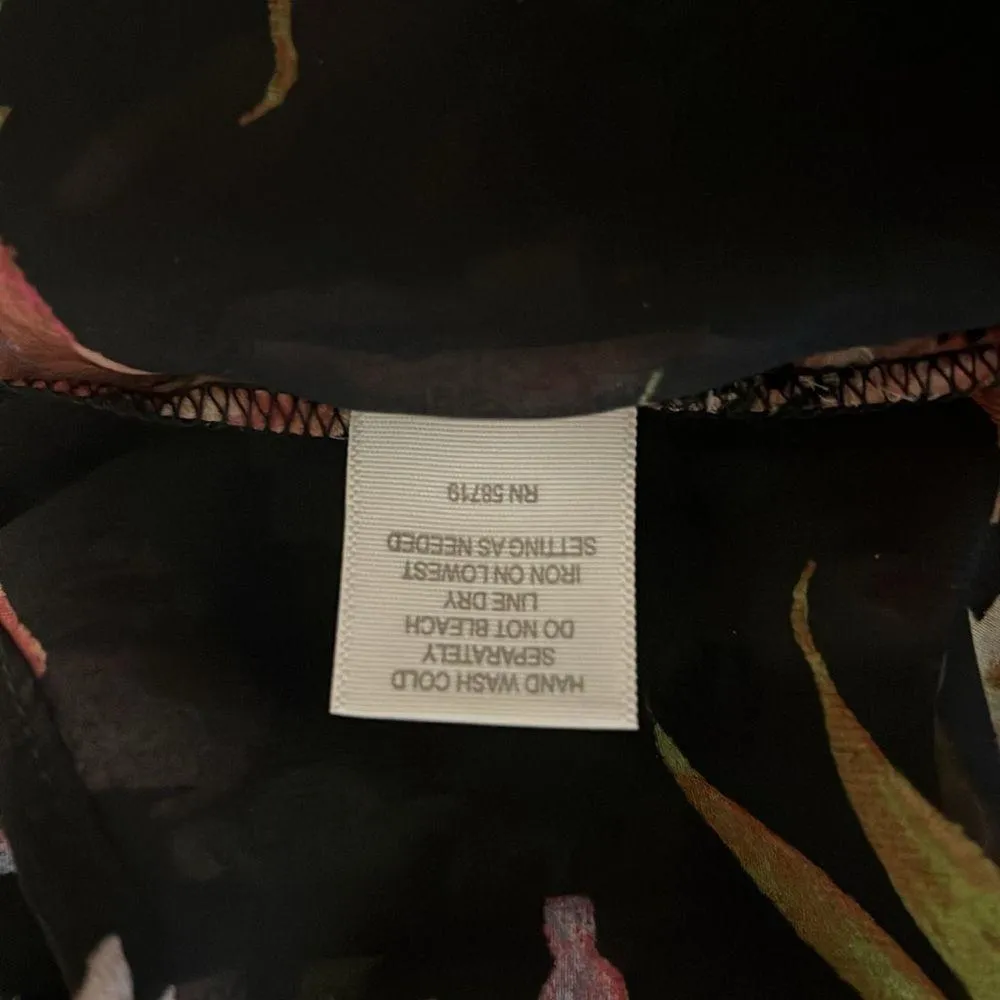 HAND WASH COLD
SEPARATELY
DO NOT BLEACH
LINE DRY
IRON ON LOWEST
SETTING AS NEEDED
RN 58719